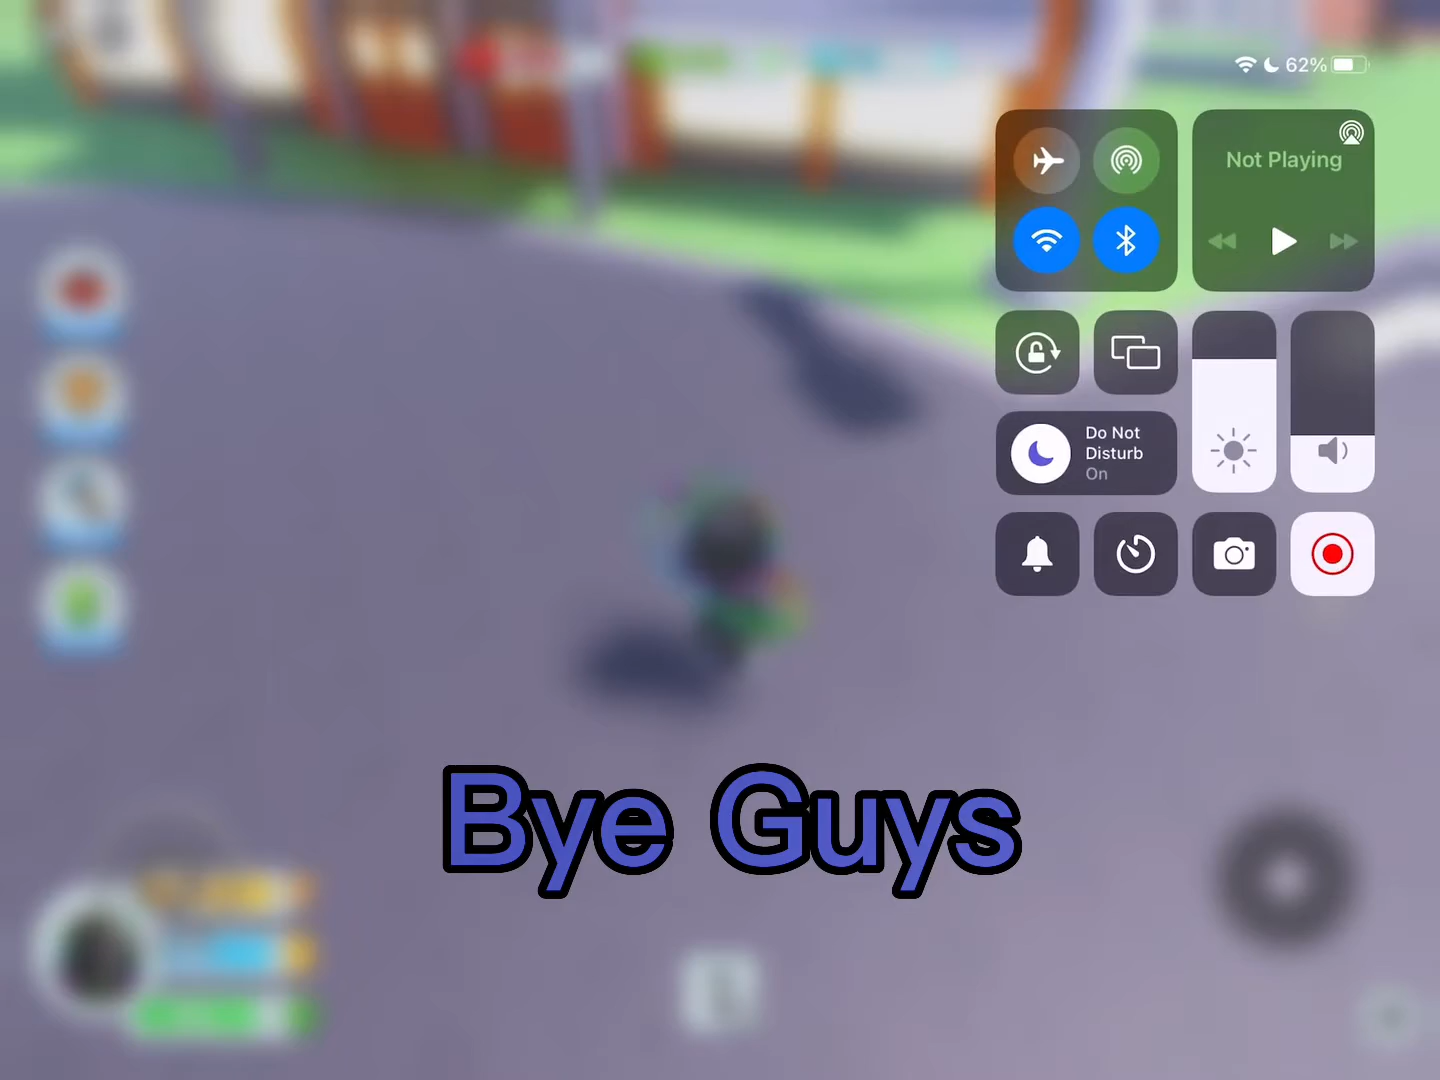 62%
Not Playing
Do Not
Disturb
On
Bye Guys